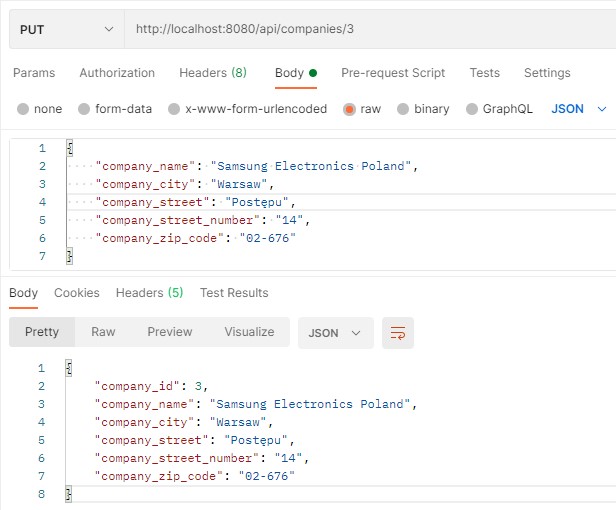 PUT http://localhost:8080/api/companies/3
Params Authorization Headers (8) Body Pre-request Script Tests Settings
none form-data x-www-form-urlencoded raw binary GraphQL JSON
1 {
2 "company_name": "Samsung Electronics Poland",
3 "company_city": "Warsaw",
4 "company_street": "Postępu",
5 "company_street_number": "14",
6 "company_zip_code": "02-676"
7 }
Body Cookies Headers (5) Test Results
Pretty Raw Preview Visualize JSON
1 {
2 "company_id": 3,
3 "company_name": "Samsung Electronics Poland",
4 "company_city": "Warsaw",
5 "company_street": "Postępu",
6 "company_street_number": "14",
7 "company_zip_code": "02-676"
8 }